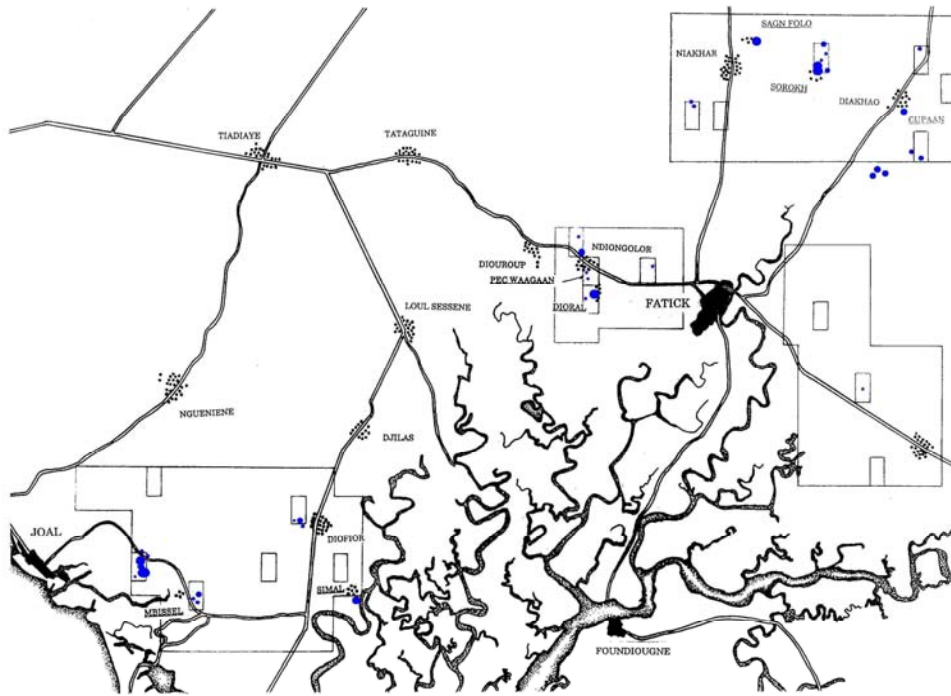 SAGN FOLO
NIAKHAR
SOROKH
DIAKHAO
CUPAAN
TIADIAYE
TATAGUINE
NDIONGOLOR
DIOUROUP
PEC WAAGAAN
DIORAL
FATICK
LOUL SESSENE
NGUENIENE
DJILAS
JOAL
DIOFIOR
SIMAL
MBISSEL
FOUNDIOUGNE